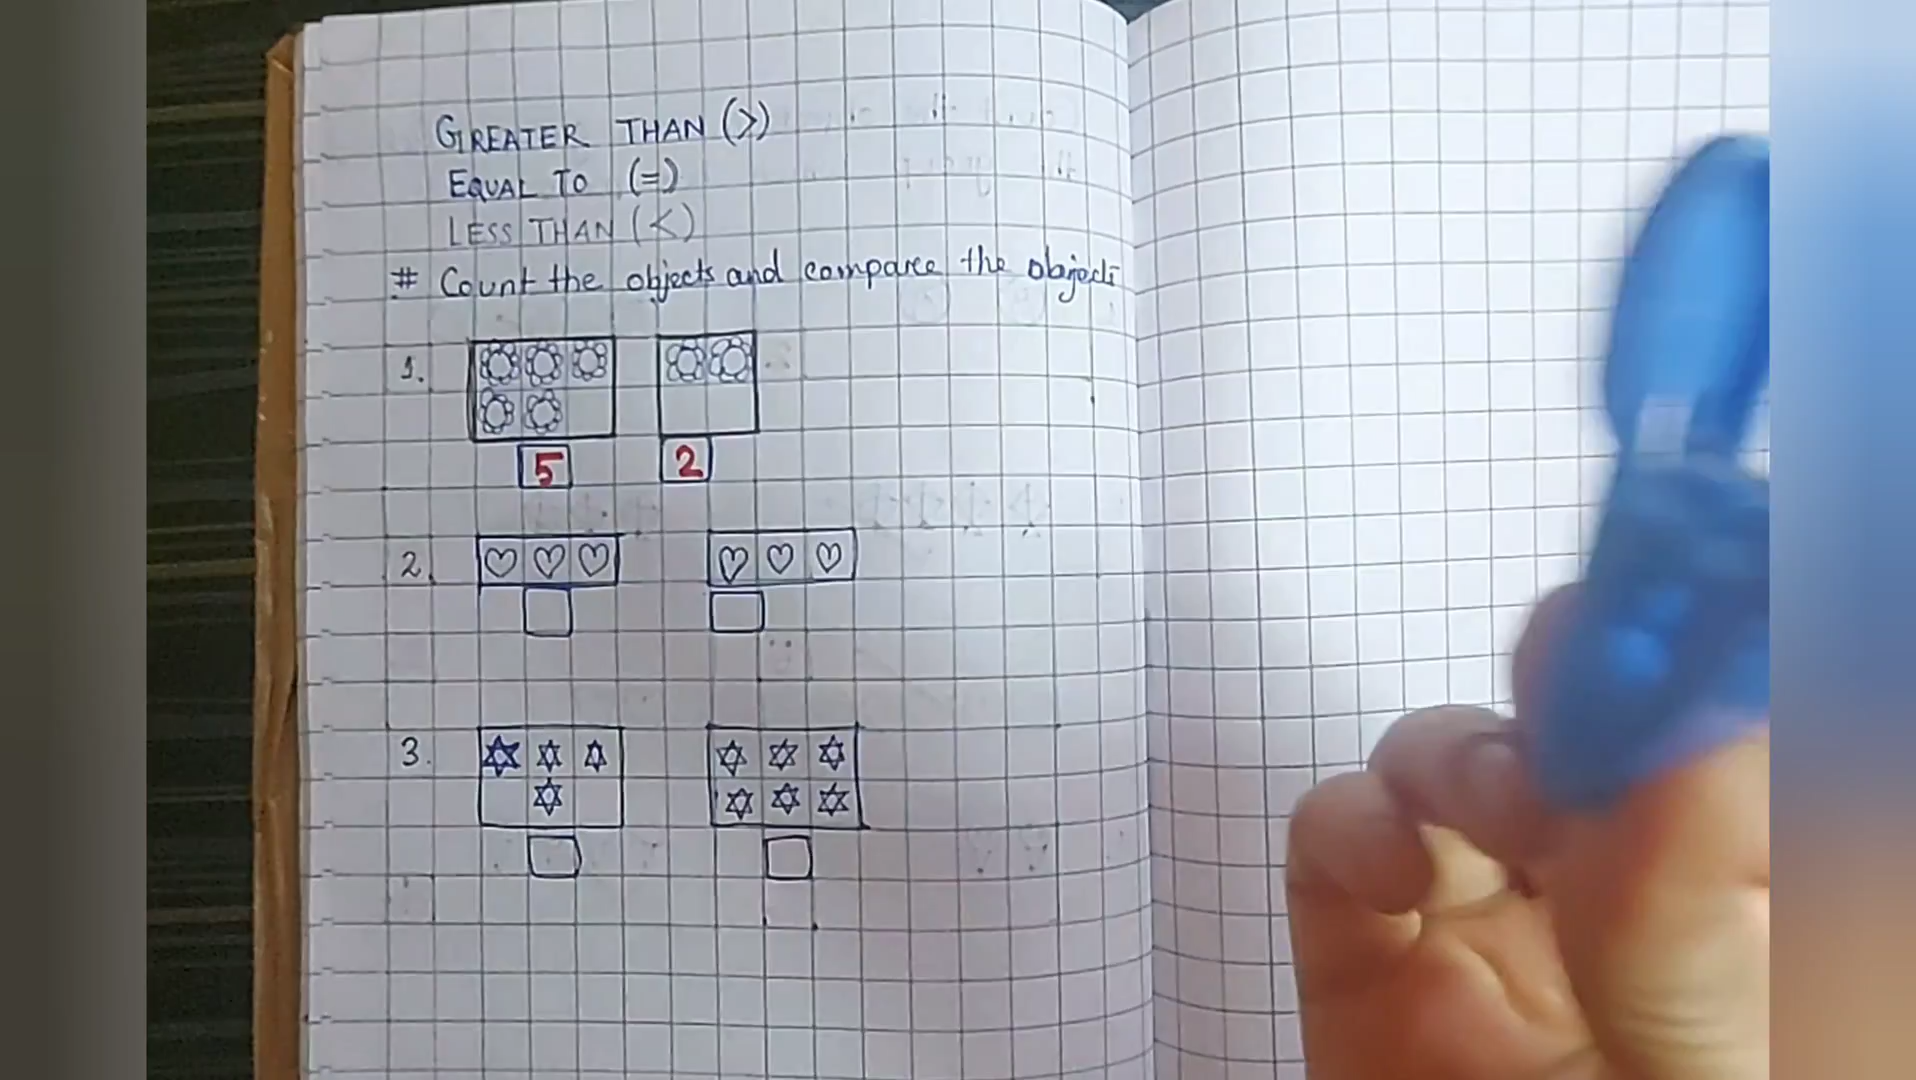 GREATER THAN (>)
EQUAL TO (=)
LESS THAN (<)
# Count the objects and compare the objects
1.
5 2
2.
3.